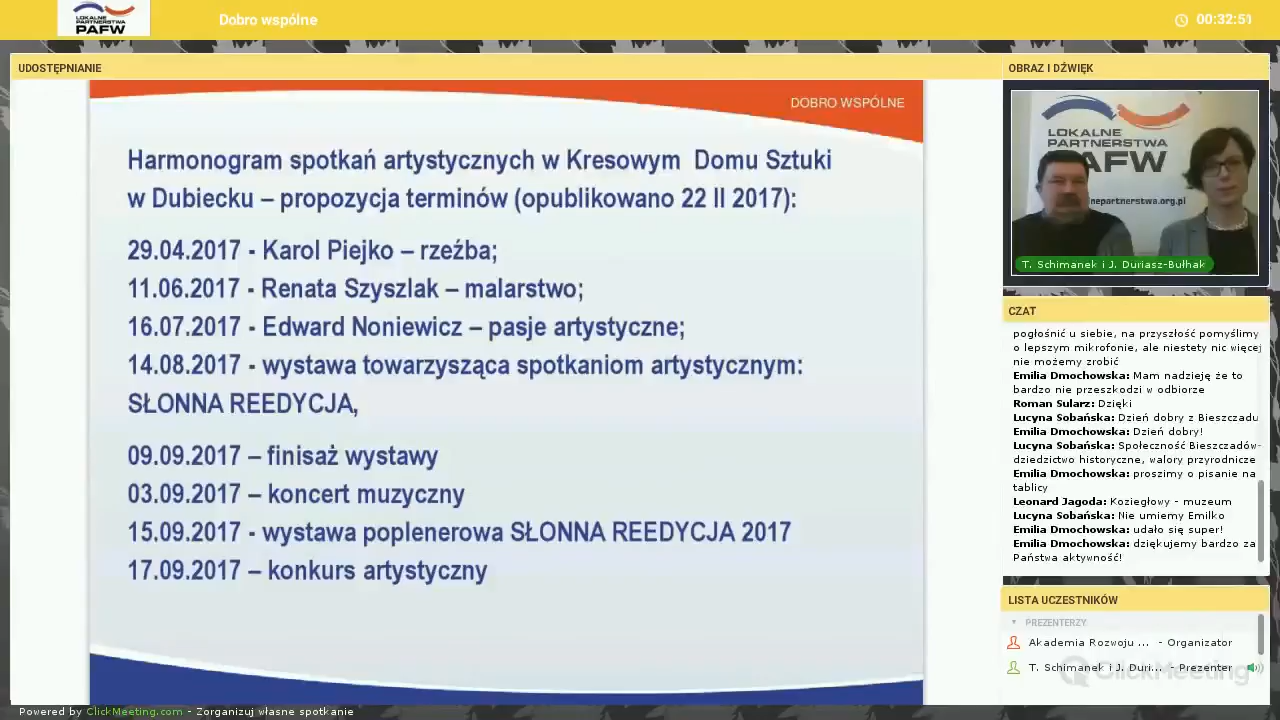 LOKALNE
PARTNERSTWA
PAFW
Dobro wspólne
00:32:51
UDOSTĘPNIANIE
DOBRO WSPÓLNE
Harmonogram spotkań artystycznych w Kresowym Domu Sztuki
w Dubiecku – propozycja terminów (opublikowano 22 II 2017):
29.04.2017 - Karol Piejko – rzeźba;
11.06.2017 - Renata Szyszlak – malarstwo;
16.07.2017 - Edward Noniewicz – pasje artystyczne;
14.08.2017 - wystawa towarzysząca spotkaniom artystycznym:
SŁONNA REEDYCJA,
09.09.2017 – finisaż wystawy
03.09.2017 – koncert muzyczny
15.09.2017 - wystawa poplenerowa SŁONNA REEDYCJA 2017
17.09.2017 – konkurs artystyczny
OBRAZ I DŹWIĘK
LOKALNE
PARTNERSTWA
PAFW
nepartnerstwa.org.pl
T. Schimanek i J. Duriasz-Bułhak
CZAT
pogłośnić u siebie, na przyszłość pomyślimy
o lepszym mikrofonie, ale niestety nic więcej
nie możemy zrobić
Emilia Dmochowska: Mam nadzieję że to
bardzo nie przeszkodzi w odbiorze
Roman Sularz: Dzięki
Lucyna Sobańska: Dzień dobry z Bieszczadu
Emilia Dmochowska: Dzień dobry!
Lucyna Sobańska: Społeczność Bieszczadów-
dziedzictwo historyczne, walory przyrodnicze
Emilia Dmochowska: proszimy o pisanie na
tablicy
Leonard Jagoda: Koziegłowy - muzeum
Lucyna Sobańska: Nie umiemy Emilko
Emilia Dmochowska: udało się super!
Emilia Dmochowska: dziękujemy bardzo za
Państwa aktywność!
LISTA UCZESTNIKÓW
PREZENTERZY
Akademia Rozwoju ... - Organizator
T. Schimanek i J. Duri... - Prezenter
ClickMeeting
Powered by ClickMeeting.com - Zorganizuj własne spotkanie